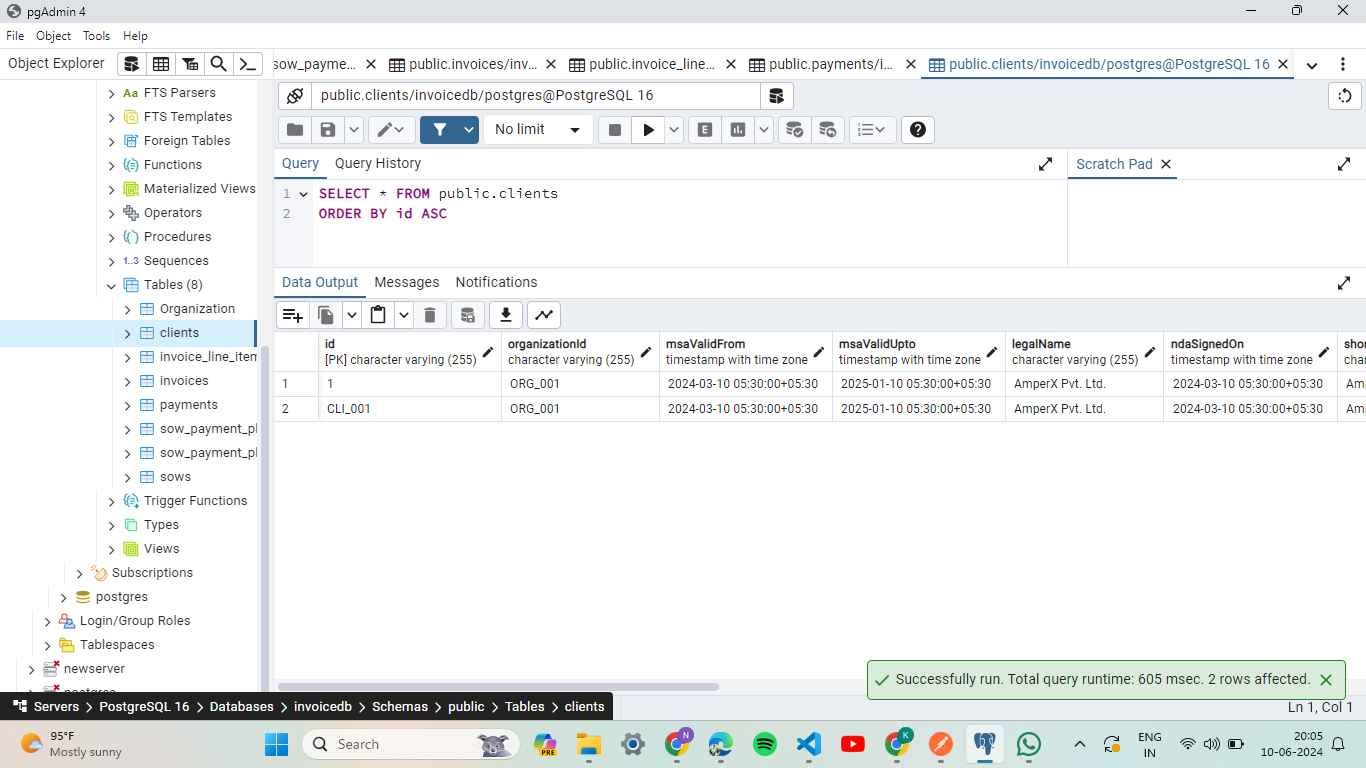 pgAdmin 4
File Object Tools Help
Object Explorer
sow_payme...
public.invoices/inv...
public.invoice_line...
public.payments/i...
public.clients/invoicedb/postgres@PostgreSQL 16
public.clients/invoicedb/postgres@PostgreSQL 16
No limit
E
Query
Query History
Scratch Pad
1 SELECT * FROM public.clients
2 ORDER BY id ASC
Data Output
Messages
Notifications
id
[PK] character varying (255)
organizationId
character varying (255)
msaValidFrom
timestamp with time zone
msaValidUpto
timestamp with time zone
legalName
character varying (255)
ndaSignedOn
timestamp with time zone
shor
chara
1 1 ORG_001 2024-03-10 05:30:00+05:30 2025-01-10 05:30:00+05:30 AmperX Pvt. Ltd. 2024-03-10 05:30:00+05:30 Amp
2 CLI_001 ORG_001 2024-03-10 05:30:00+05:30 2025-01-10 05:30:00+05:30 AmperX Pvt. Ltd. 2024-03-10 05:30:00+05:30 Amp
Aa FTS Parsers
FTS Templates
Foreign Tables
Functions
Materialized Views
Operators
Procedures
1..3 Sequences
Tables (8)
Organization
clients
invoice_line_item
invoices
payments
sow_payment_pl
sow_payment_pl
sows
Trigger Functions
Types
Views
Subscriptions
postgres
Login/Group Roles
Tablespaces
newserver
postgres
Successfully run. Total query runtime: 605 msec. 2 rows affected.
Servers > PostgreSQL 16 > Databases > invoicedb > Schemas > public > Tables > clients
Ln 1, Col 1
95°F
Mostly sunny
Search
PRE
N
K
ENG
IN
20:05
10-06-2024